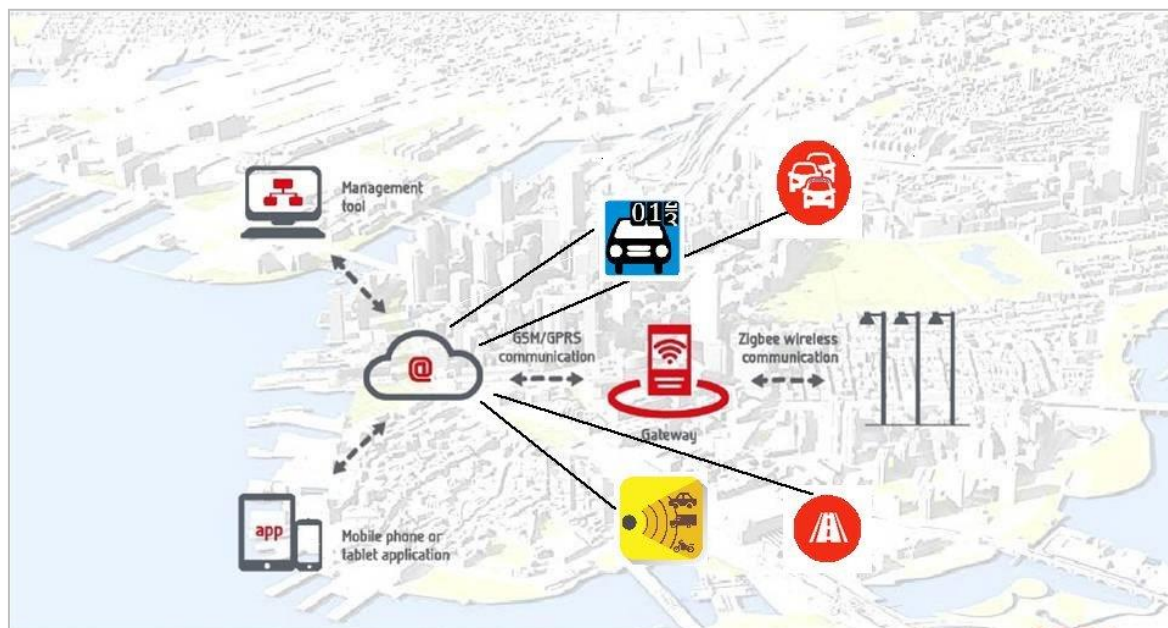 Management
tool
01
GSM/GPRS
communication
Zigbee wireless
communication
@
Gateway
app
Mobile phone or
tablet application